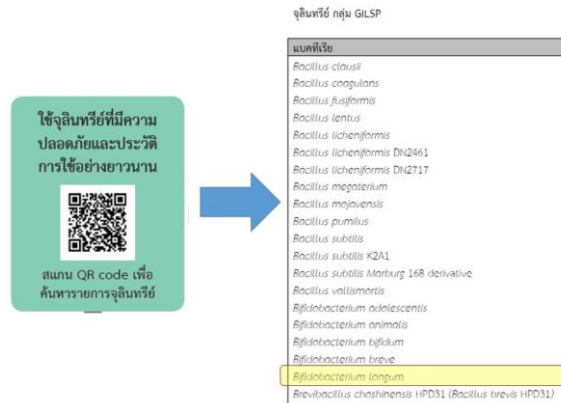 ใช้จุลินทรีย์ที่มีความ
ปลอดภัยและประวัติ
การใช้อย่างยาวนาน
สแกน QR code เพื่อ
ค้นหารายการจุลินทรีย์
จุลินทรีย์ กลุ่ม GILSP
แบคทีเรีย
Bacillus clausii
Bacillus coagulans
Bacillus fusiformis
Bacillus lentus
Bacillus licheniformis
Bacillus licheniformis DN2461
Bacillus licheniformis DN2717
Bacillus megaterium
Bacillus mojavensis
Bacillus pumilus
Bacillus subtilis
Bacillus subtilis K2A1
Bacillus subtilis Marburg 168 derivative
Bacillus vallismortis
Bifidobacterium adolescentis
Bifidobacterium animalis
Bifidobacterium bifidum
Bifidobacterium breve
Bifidobacterium longum
Brevibacillus choshinensis HPD31 (Bacillus brevis HPD31)